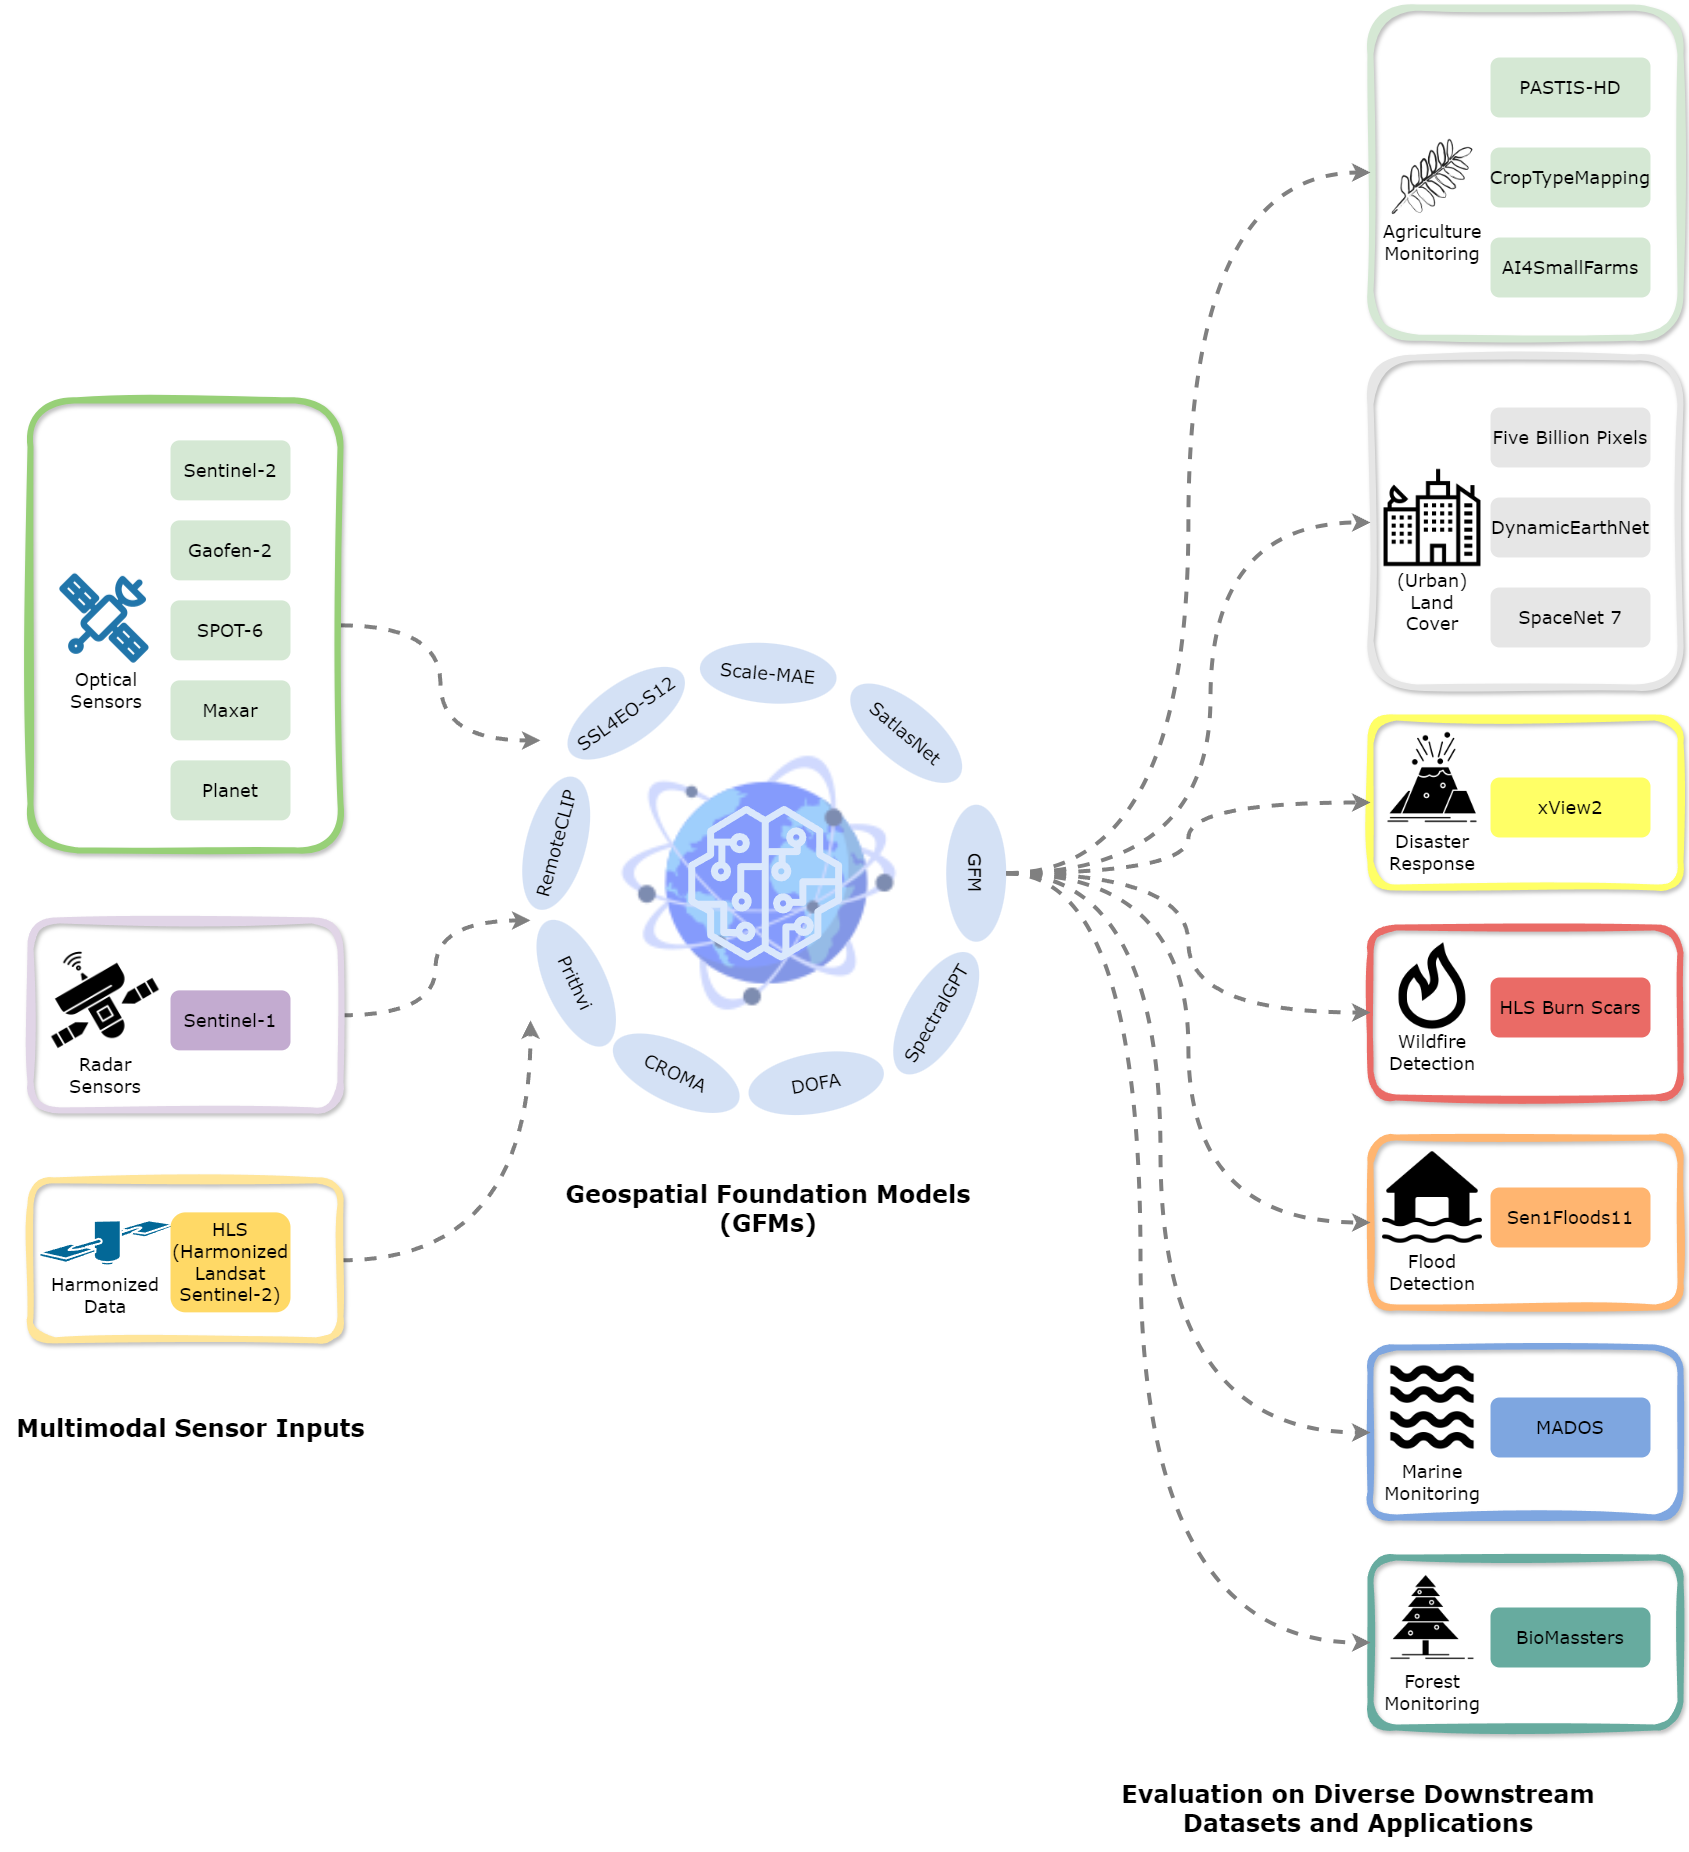 Sentinel-2
Gaofen-2
SPOT-6
Maxar
Planet
Optical
Sensors
Sentinel-1
Radar
Sensors
HLS
(Harmonized
Landsat
Sentinel-2)
Harmonized
Data
Multimodal Sensor Inputs
SSL4EO-S12
Scale-MAE
SatlasNet
GFM
SpectralGPT
DOFA
CROMA
Prithvi
RemoteCLIP
Geospatial Foundation Models
(GFMs)
PASTIS-HD
CropTypeMapping
AI4SmallFarms
Agriculture
Monitoring
Five Billion Pixels
DynamicEarthNet
SpaceNet 7
(Urban)
Land
Cover
xView2
Disaster
Response
HLS Burn Scars
Wildfire
Detection
Sen1Floods11
Flood
Detection
MADOS
Marine
Monitoring
BioMassters
Forest
Monitoring
Evaluation on Diverse Downstream
Datasets and Applications